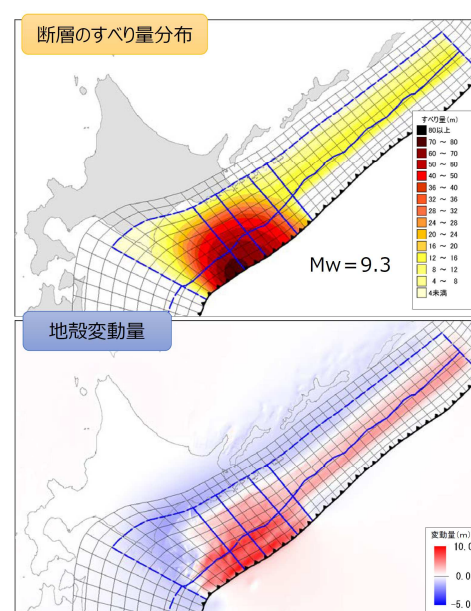 断層のすべり量分布
すべり量(m)
80以上
70 ~ 80
60 ~ 70
50 ~ 60
40 ~ 50
36 ~ 40
32 ~ 36
28 ~ 32
24 ~ 28
20 ~ 24
16 ~ 20
12 ~ 16
8 ~ 12
4 ~ 8
4未満
Mw=9.3
地殻変動量
変動量(m)
10.0
0.0
-5.0